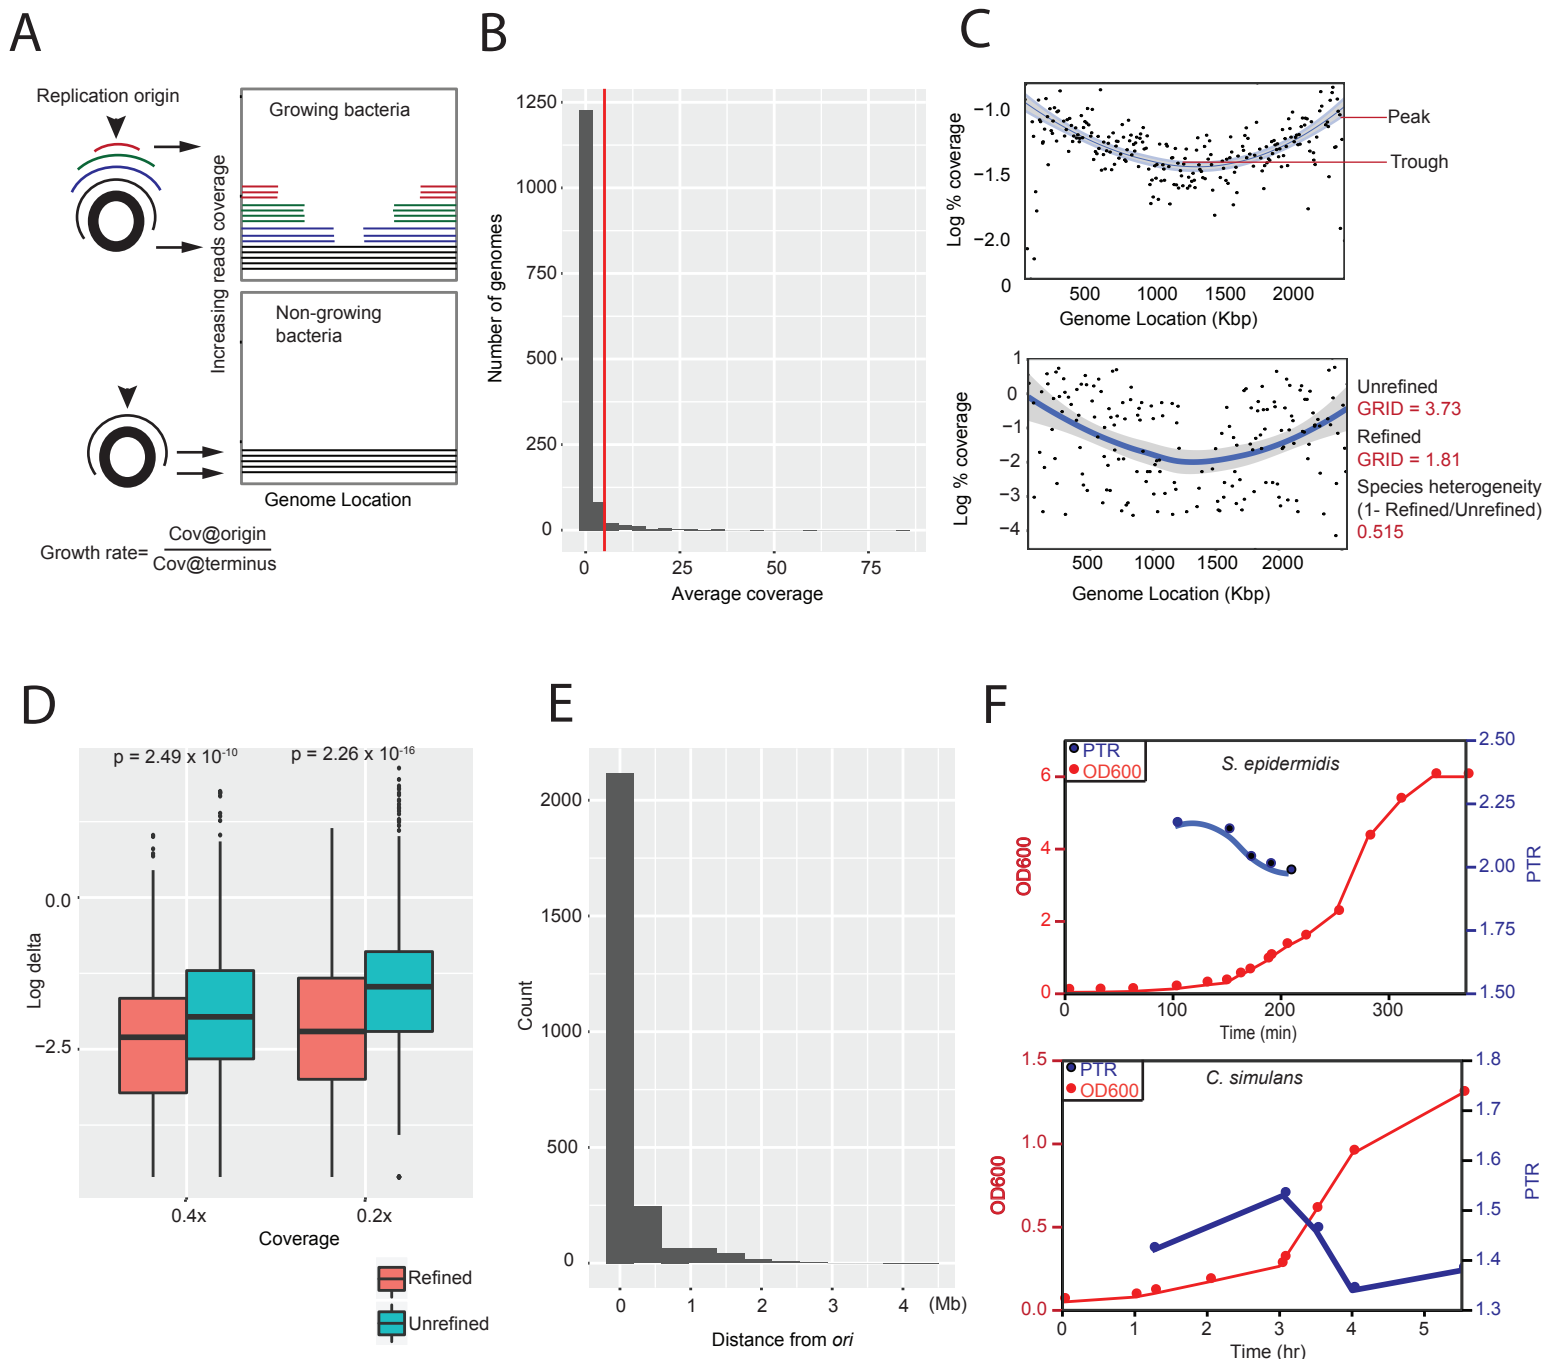 A
Replication origin
Growing bacteria
Increasing reads coverage
Non-growing
bacteria
Genome Location
Growth rate=
Cov@origin
Cov@terminus
B
1250
1000
750
500
250
0
Number of genomes
0
25
50
75
Average coverage
C
−1.0
−1.5
−2.0
0
Log % coverage
Peak
Trough
500
1000
1500
2000
Genome Location (Kbp)
1
0
−1
−2
−3
−4
Log % coverage
500
1000
1500
2000
Genome Location (Kbp)
Unrefined
GRID = 3.73
Refined
GRID = 1.81
Species heterogeneity
(1- Refined/Unrefined)
0.515
D
p = 2.49 x 10-10
p = 2.26 x 10-16
0.0
−2.5
Log delta
0.4x
0.2x
Coverage
Refined
Unrefined
E
2000
1500
1000
500
0
Count
0
1
2
3
4
(Mb)
Distance from ori
F
PTR
OD600
S. epidermidis
6
4
2
0
OD600
2.50
2.25
2.00
1.75
1.50
PTR
0
100
200
300
Time (min)
PTR
OD600
C. simulans
1.5
1.0
0.5
0.0
OD600
1.8
1.7
1.6
1.5
1.4
1.3
PTR
0
1
2
3
4
5
Time (hr)